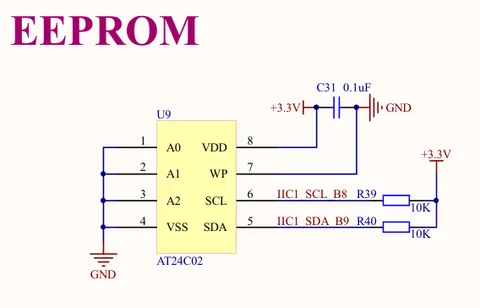 EEPROM
C31 0.1uF
+3.3V
GND
U9
1 A0 VDD 8
+3.3V
2 A1 WP 7
3 A2 SCL 6 IIC1_SCL_B8 R39
10K
4 VSS SDA 5 IIC1_SDA_B9 R40
10K
AT24C02
GND